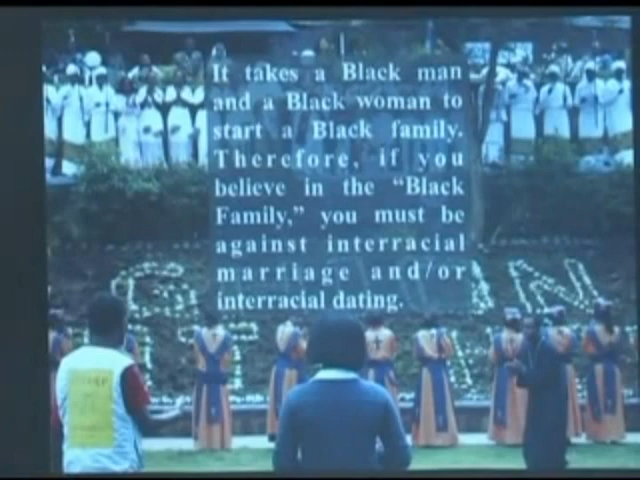 It takes a Black man
and a Black woman to
start a Black family.
Therefore, if you
believe in the “Black
Family,” you must be
against interracial
marriage and/or
interracial dating.